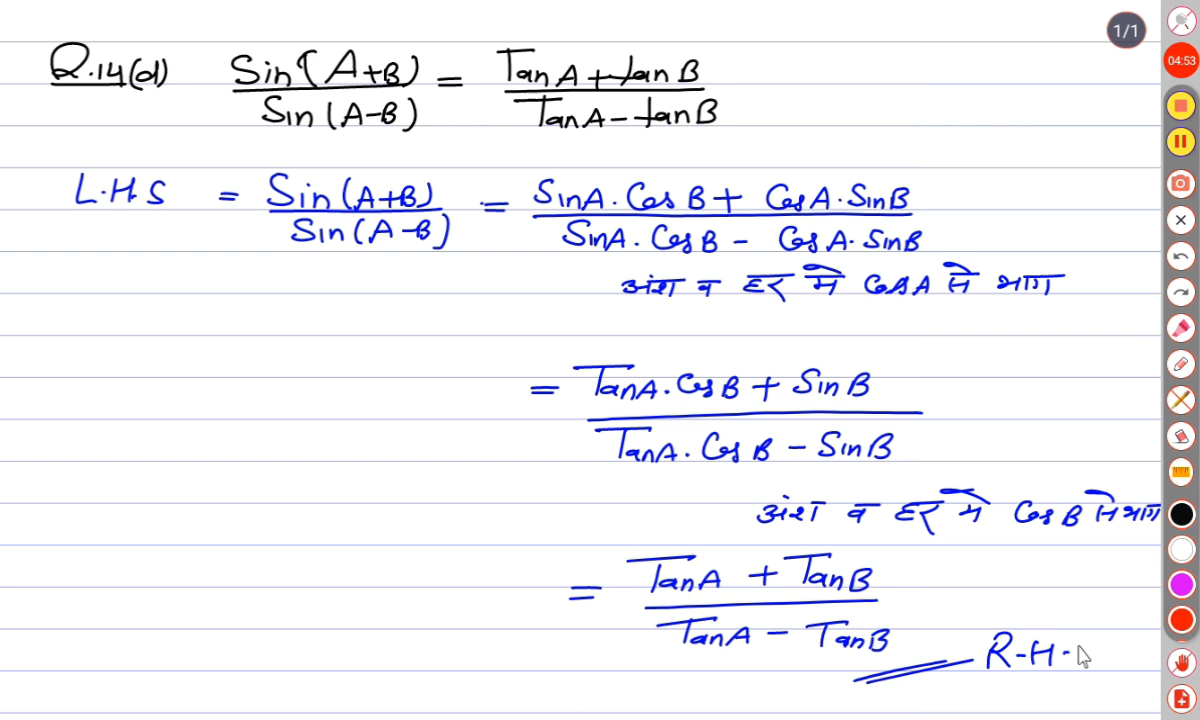 1/1
04:53
Q.14(d) Sin(A+B) / Sin(A-B) = TanA + tanB / TanA - tanB
L.H.S = Sin(A+B) / Sin(A-B) = SinA.CosB + CosA.SinB / SinA.CosB - CosA.SinB
अंश व हर मे CosA से भाग
= TanA.CosB + SinB / TanA.CosB - SinB
अंश व हर मे CosB से भाग
= TanA + TanB / TanA - TanB
R-H-